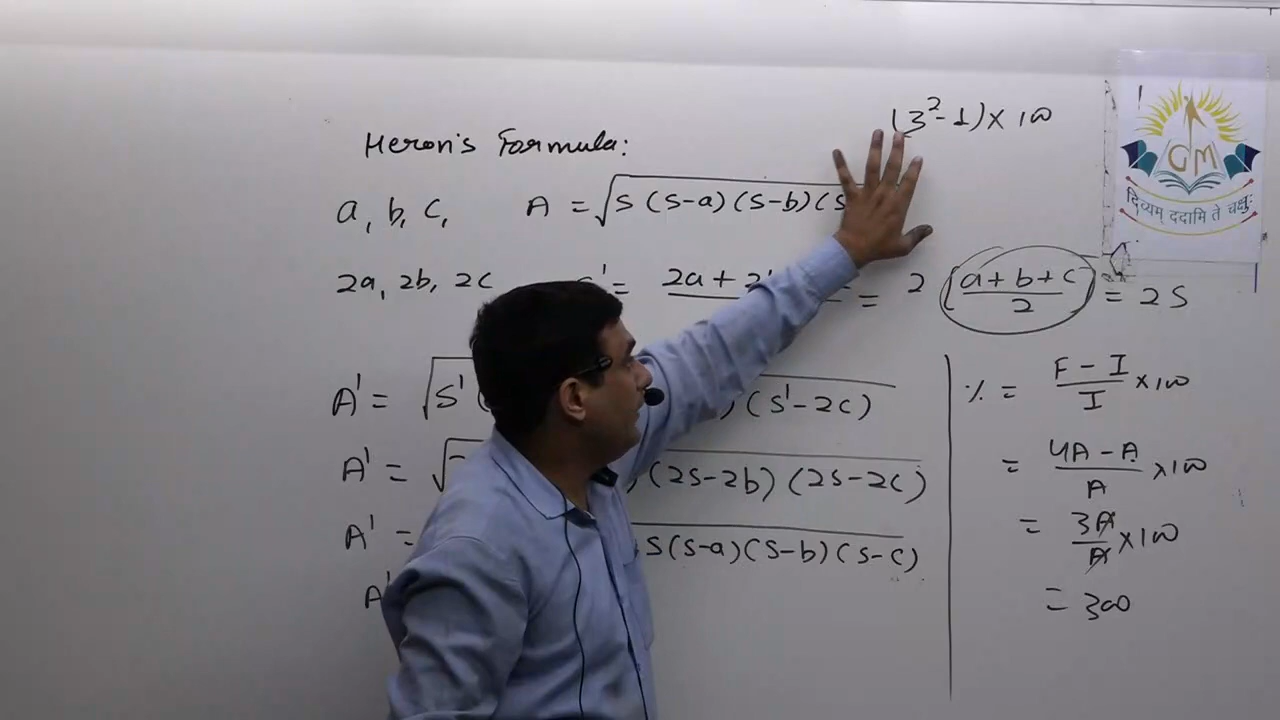 (3²-1)×100
Heron's Formula:
a, b, c, A = √S(S-a)(S-b)(S
2a, 2b, 2c S' = 2a + 2 = 2 [a+b+c / 2] = 2S
A' = √S' ) (S'-2c)
A' = √ (2S-2b) (2S-2c)
A' = S(S-a)(S-b)(S-c)
A'
% = F - I / I ×100
= 4A - A / A ×100
= 3A / A ×100
= 300
GM
दिव्यम् ददामि ते चक्षुः